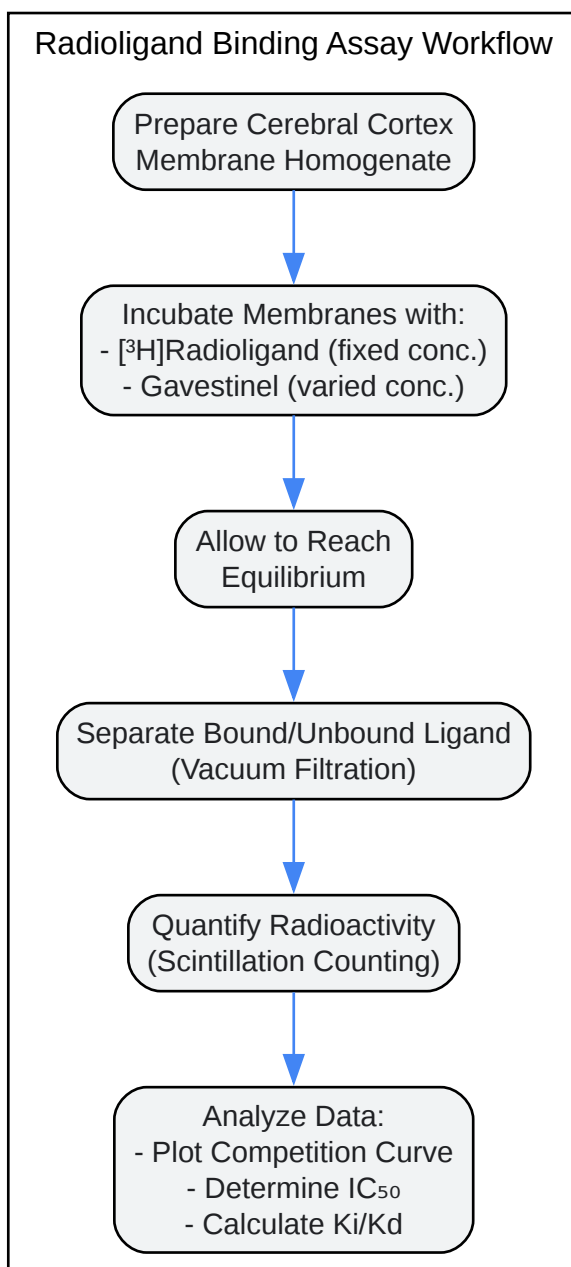 Radioligand Binding Assay Workflow
Prepare Cerebral Cortex
Membrane Homogenate
Incubate Membranes with:
- [³H]Radioligand (fixed conc.)
- Gavestinel (varied conc.)
Allow to Reach
Equilibrium
Separate Bound/Unbound Ligand
(Vacuum Filtration)
Quantify Radioactivity
(Scintillation Counting)
Analyze Data:
- Plot Competition Curve
- Determine IC₅₀
- Calculate Ki/Kd